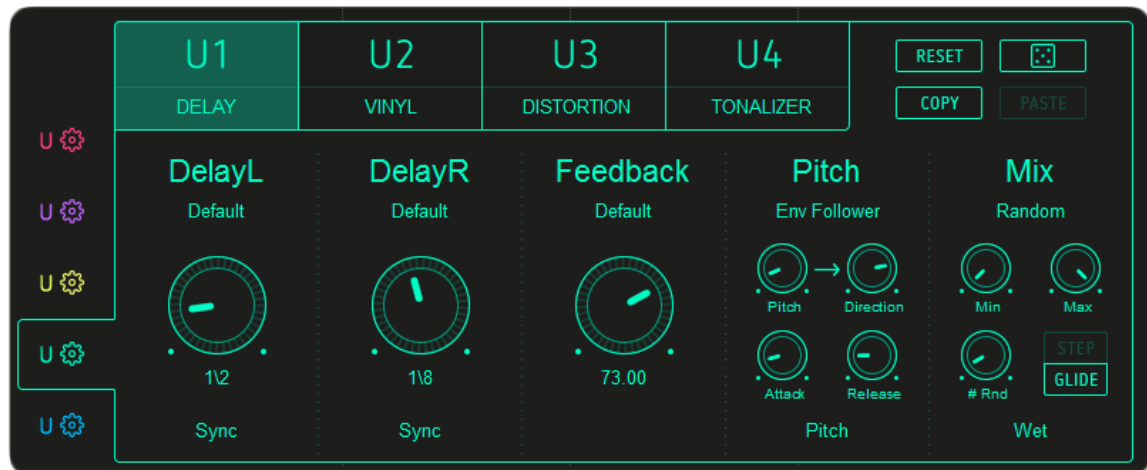 U1 U2 U3 U4
DELAY VINYL DISTORTION TONALIZER
RESET
COPY PASTE
U
U
U
U
U
DelayL DelayR Feedback Pitch Mix
Default Default Default Env Follower Random
Pitch Direction Min Max
1\2 1\8 73.00
Attack Release # Rnd
STEP
GLIDE
Sync Sync Pitch Wet